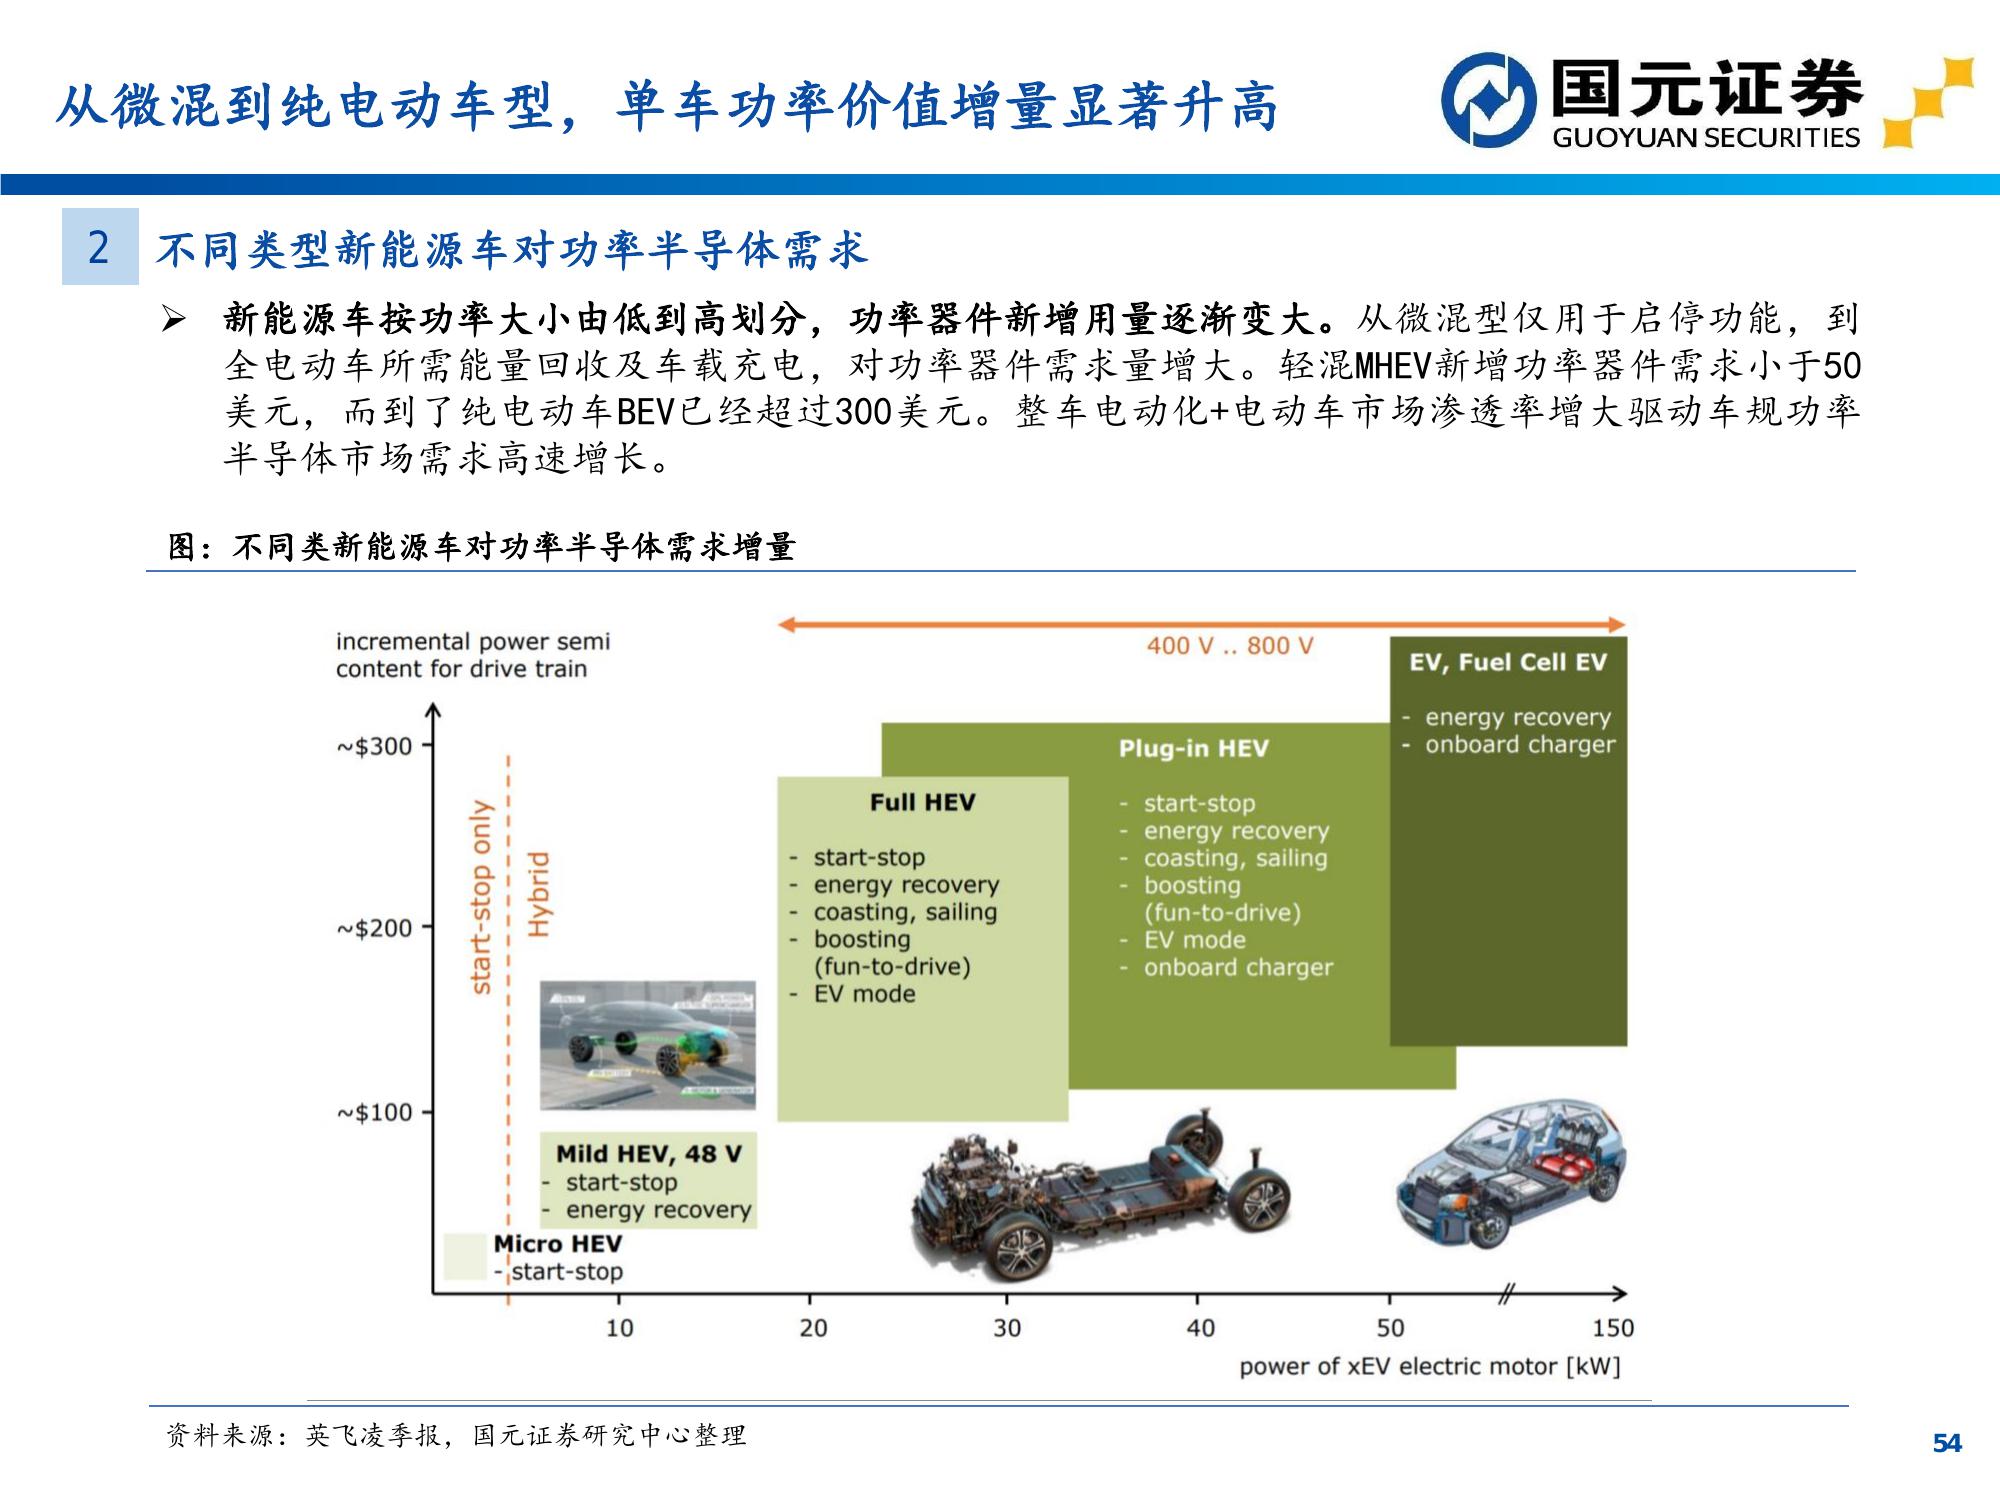 从微混到纯电动车型，单车功率价值增量显著升高
国元证券
GUOYUAN SECURITIES
2
不同类型新能源车对功率半导体需求
➢ 新能源车按功率大小由低到高划分，功率器件新增用量逐渐变大。从微混型仅用于启停功能，到
全电动车所需能量回收及车载充电，对功率器件需求量增大。轻混MHEV新增功率器件需求小于50
美元，而到了纯电动车BEV已经超过300美元。整车电动化+电动车市场渗透率增大驱动车规功率
半导体市场需求高速增长。
图：不同类新能源车对功率半导体需求增量
incremental power semi
content for drive train
~$300
~$200
~$100
start-stop only
Hybrid
400 V .. 800 V
Micro HEV
- start-stop
Mild HEV, 48 V
- start-stop
- energy recovery
Full HEV
- start-stop
- energy recovery
- coasting, sailing
- boosting
(fun-to-drive)
- EV mode
Plug-in HEV
- start-stop
- energy recovery
- coasting, sailing
- boosting
(fun-to-drive)
- EV mode
- onboard charger
EV, Fuel Cell EV
- energy recovery
- onboard charger
10
20
30
40
50
150
power of xEV electric motor [kW]
资料来源：英飞凌季报，国元证券研究中心整理
54